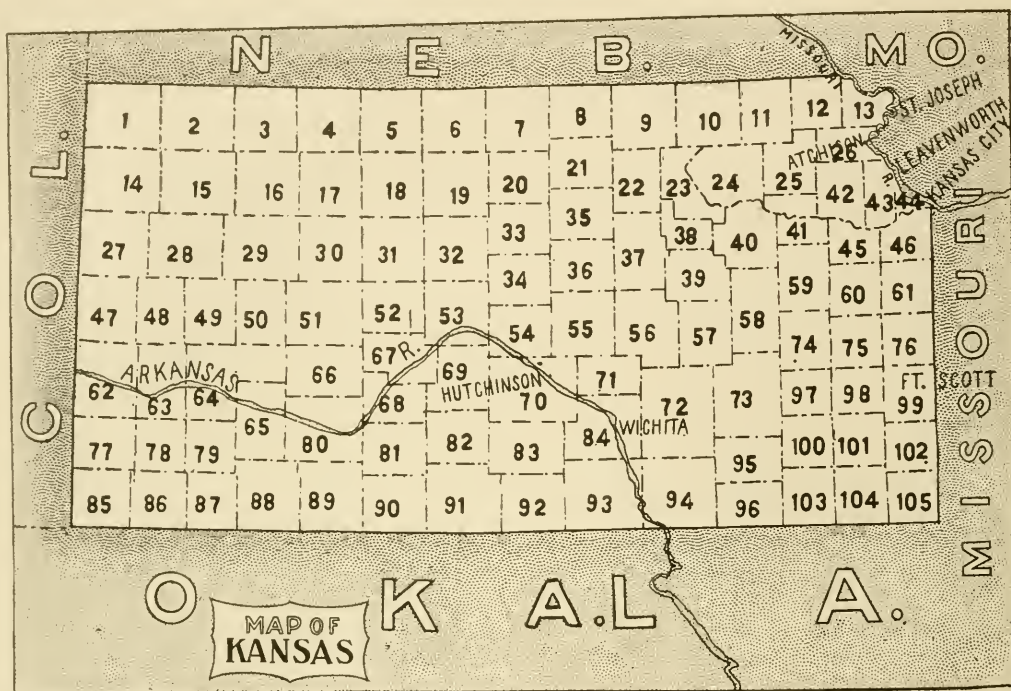 NEB. MO.
COL.
MISSOURI
MISSOURI R.
ST. JOSEPH
ATCHISON
LEAVENWORTH
KANSAS CITY
1 2 3 4 5 6 7 8 9 10 11 12 13
14 15 16 17 18 19 20 21 22 23 24 25 26 42 43 44
27 28 29 30 31 32 33 35 37 38 40 41 45 46
34 36 39 59 60 61
47 48 49 50 51 52 53 54 55 56 57 58 74 75 76
ARKANSAS R.
62 63 64 65 66 67 68 69 70 71 72 73 97 98 99
HUTCHINSON
WICHITA
FT. SCOTT
77 78 79 80 81 82 83 84 95 100 101 102
85 86 87 88 89 90 91 92 93 94 96 103 104 105
OKALA.
MAP OF
KANSAS